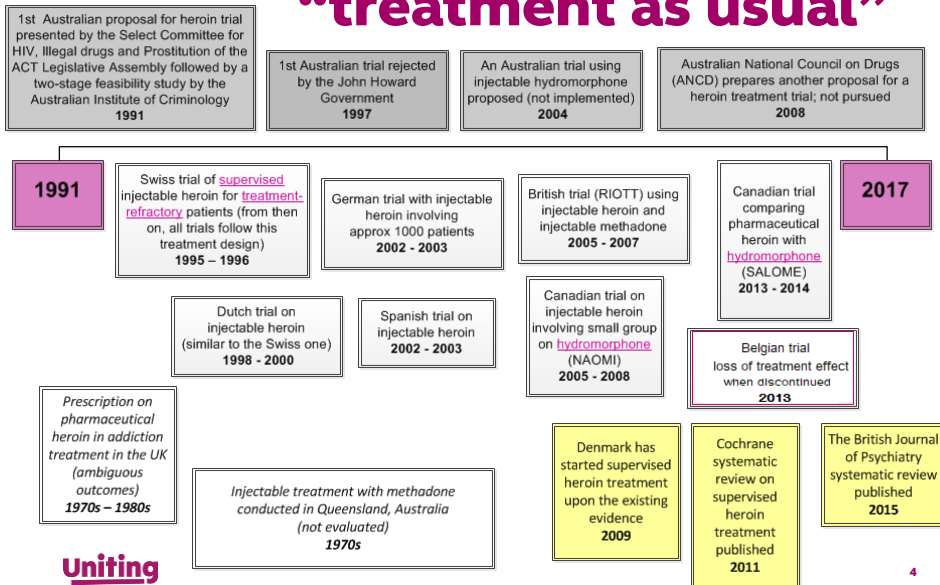 “treatment as usual”
1st Australian proposal for heroin trial
presented by the Select Committee for
HIV, Illegal drugs and Prostitution of the
ACT Legislative Assembly followed by a
two-stage feasibility study by the
Australian Institute of Criminology
1991
1st Australian trial rejected
by the John Howard
Government
1997
An Australian trial using
injectable hydromorphone
proposed (not implemented)
2004
Australian National Council on Drugs
(ANCD) prepares another proposal for a
heroin treatment trial; not pursued
2008
1991
Swiss trial of supervised
injectable heroin for treatment-
refractory patients (from then
on, all trials follow this
treatment design)
1995 – 1996
German trial with injectable
heroin involving
approx 1000 patients
2002 - 2003
British trial (RIOTT) using
injectable heroin and
injectable methadone
2005 - 2007
Canadian trial
comparing
pharmaceutical
heroin with
hydromorphone
(SALOME)
2013 - 2014
2017
Dutch trial on
injectable heroin
(similar to the Swiss one)
1998 - 2000
Spanish trial on
injectable heroin
2002 - 2003
Canadian trial on
injectable heroin
involving small group
on hydromorphone
(NAOMI)
2005 - 2008
Belgian trial
loss of treatment effect
when discontinued
2013
Prescription on
pharmaceutical
heroin in addiction
treatment in the UK
(ambiguous
outcomes)
1970s – 1980s
Injectable treatment with methadone
conducted in Queensland, Australia
(not evaluated)
1970s
Denmark has
started supervised
heroin treatment
upon the existing
evidence
2009
Cochrane
systematic
review on
supervised
heroin
treatment
published
2011
The British Journal
of Psychiatry
systematic review
published
2015
Uniting
4